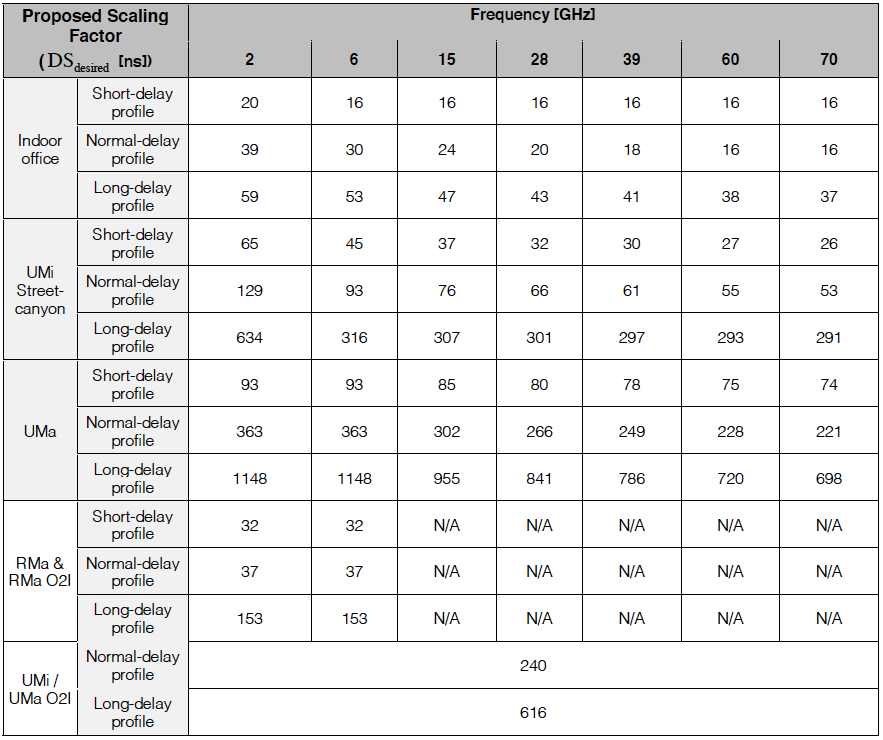 Proposed Scaling Factor ( DSdesired [ns]) Frequency [GHz]
2 6 15 28 39 60 70
Indoor office Short-delay profile 20 16 16 16 16 16 16
Normal-delay profile 39 30 24 20 18 16 16
Long-delay profile 59 53 47 43 41 38 37
UMi Street-canyon Short-delay profile 65 45 37 32 30 27 26
Normal-delay profile 129 93 76 66 61 55 53
Long-delay profile 634 316 307 301 297 293 291
UMa Short-delay profile 93 93 85 80 78 75 74
Normal-delay profile 363 363 302 266 249 228 221
Long-delay profile 1148 1148 955 841 786 720 698
RMa & RMa O2I Short-delay profile 32 32 N/A N/A N/A N/A N/A
Normal-delay profile 37 37 N/A N/A N/A N/A N/A
Long-delay profile 153 153 N/A N/A N/A N/A N/A
UMi / UMa O2I Normal-delay profile 240
Long-delay profile 616